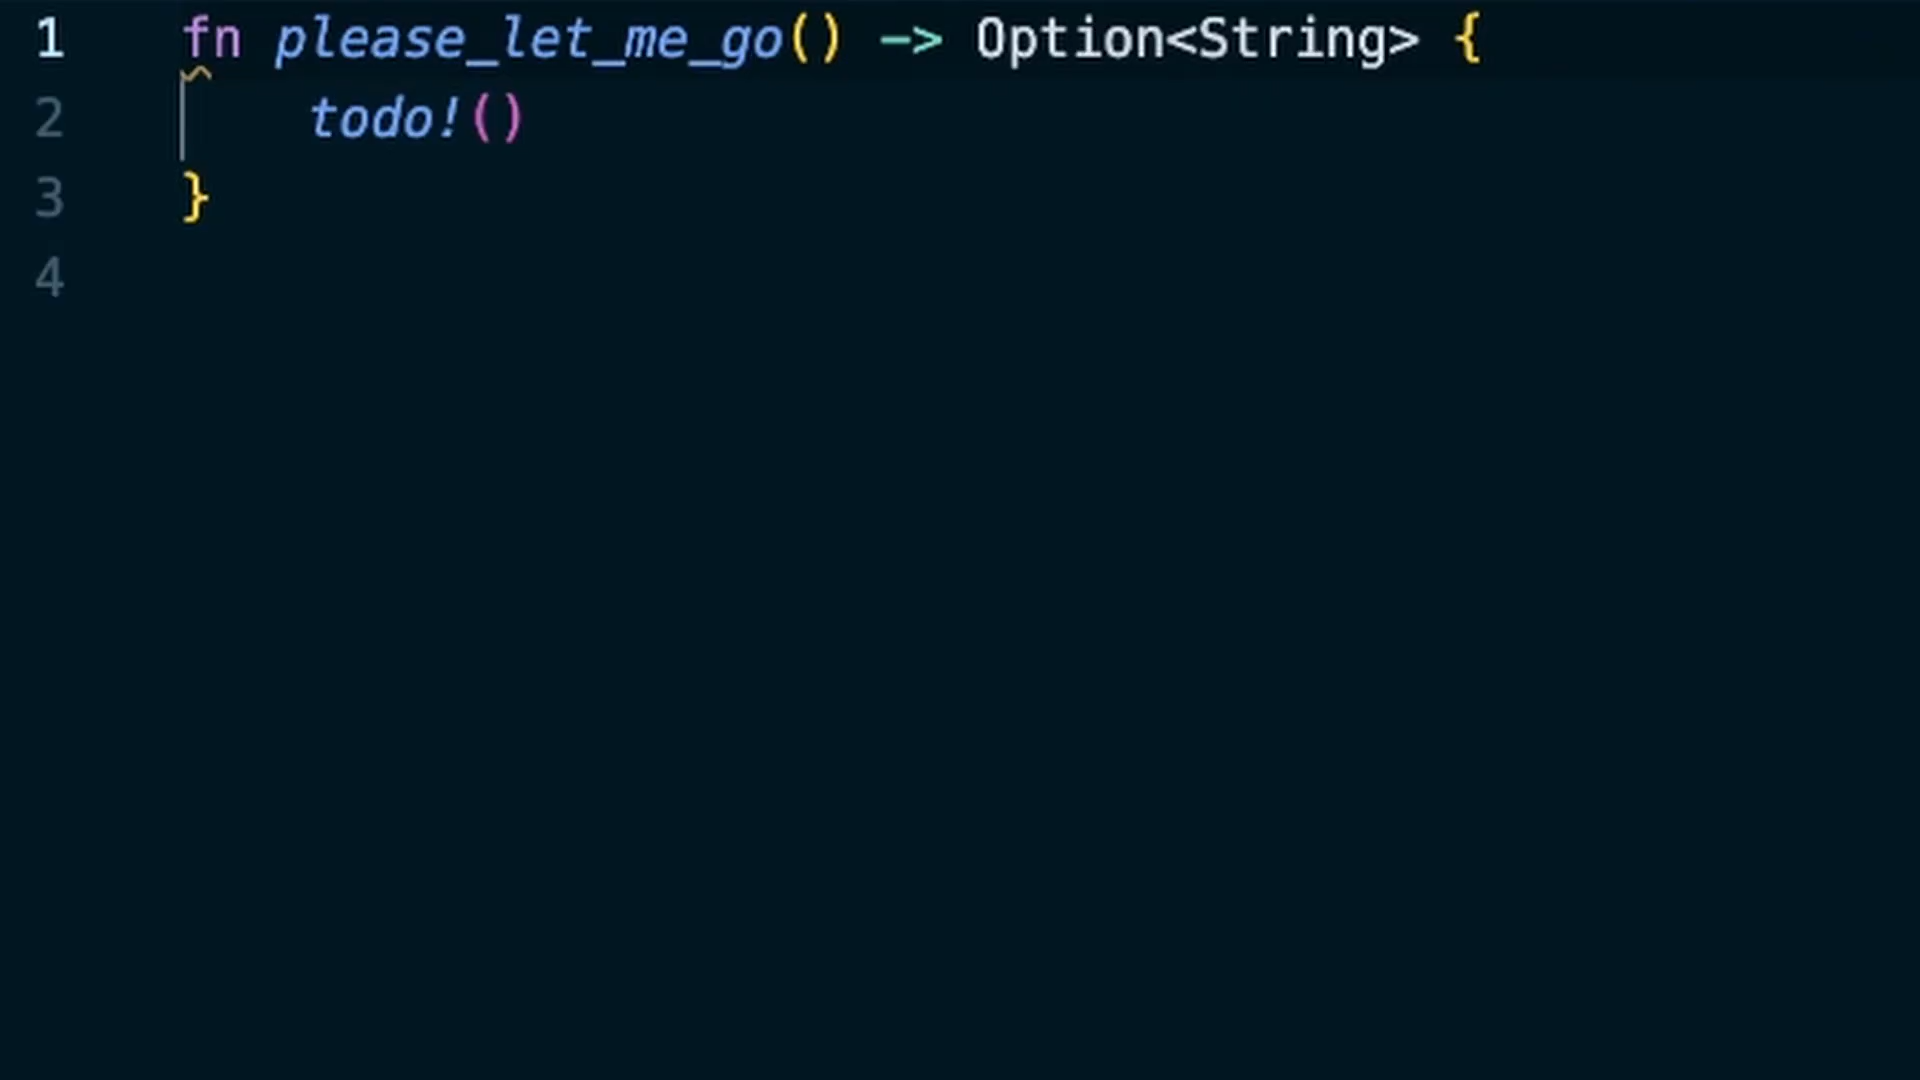 1 fn please_let_me_go() -> Option<String> {
2 todo!()
3 }
4